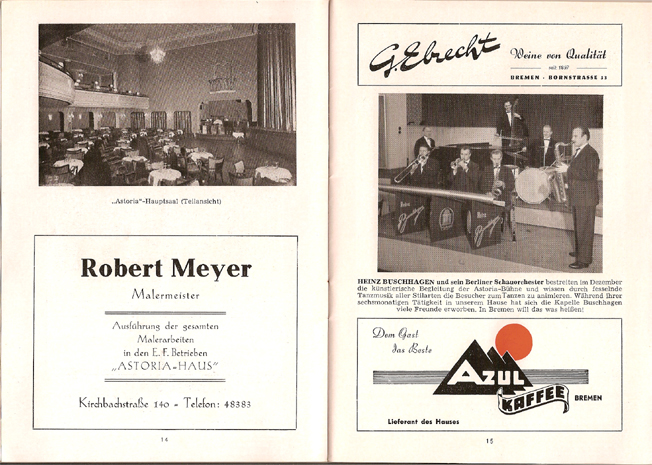 „Astoria"-Hauptsaal (Teilansicht)
Robert Meyer
Malermeister
Ausführung der gesamten
Malerarbeiten
in den E. F. Betrieben
„ASTORIA-HAUS"
Kirchbachstraße 140 - Telefon: 48383
14
G. Ebrecht
Weine von Qualität
BREMEN · BORNSTRASSE
HEINZ BUSCHHAGEN und sein Berliner Schauorchester bestreiten im Dezember
die künstlerische Begleitung der Astoria-Bühne und wissen durch fesselnde
Tanzmusik aller Stilarten die Besucher zum Tanzen zu animieren. Während ihrer
sechsmonatigen Tätigkeit in unserem Hause hat sich die Kapelle Buschhagen
viele Freunde erworben. In Bremen will das was heißen!
Dem Gast
das Beste
AZUL
KAFFEE
BREMEN
Lieferant des Hauses
15